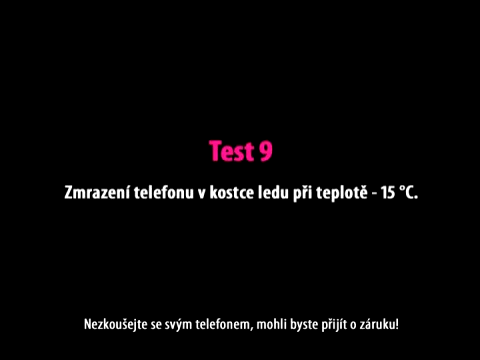 Test 9
Zmrazení telefonu v kostce ledu při teplotě - 15 °C.
Nezkoušejte se svým telefonem, mohli byste přijít o záruku!